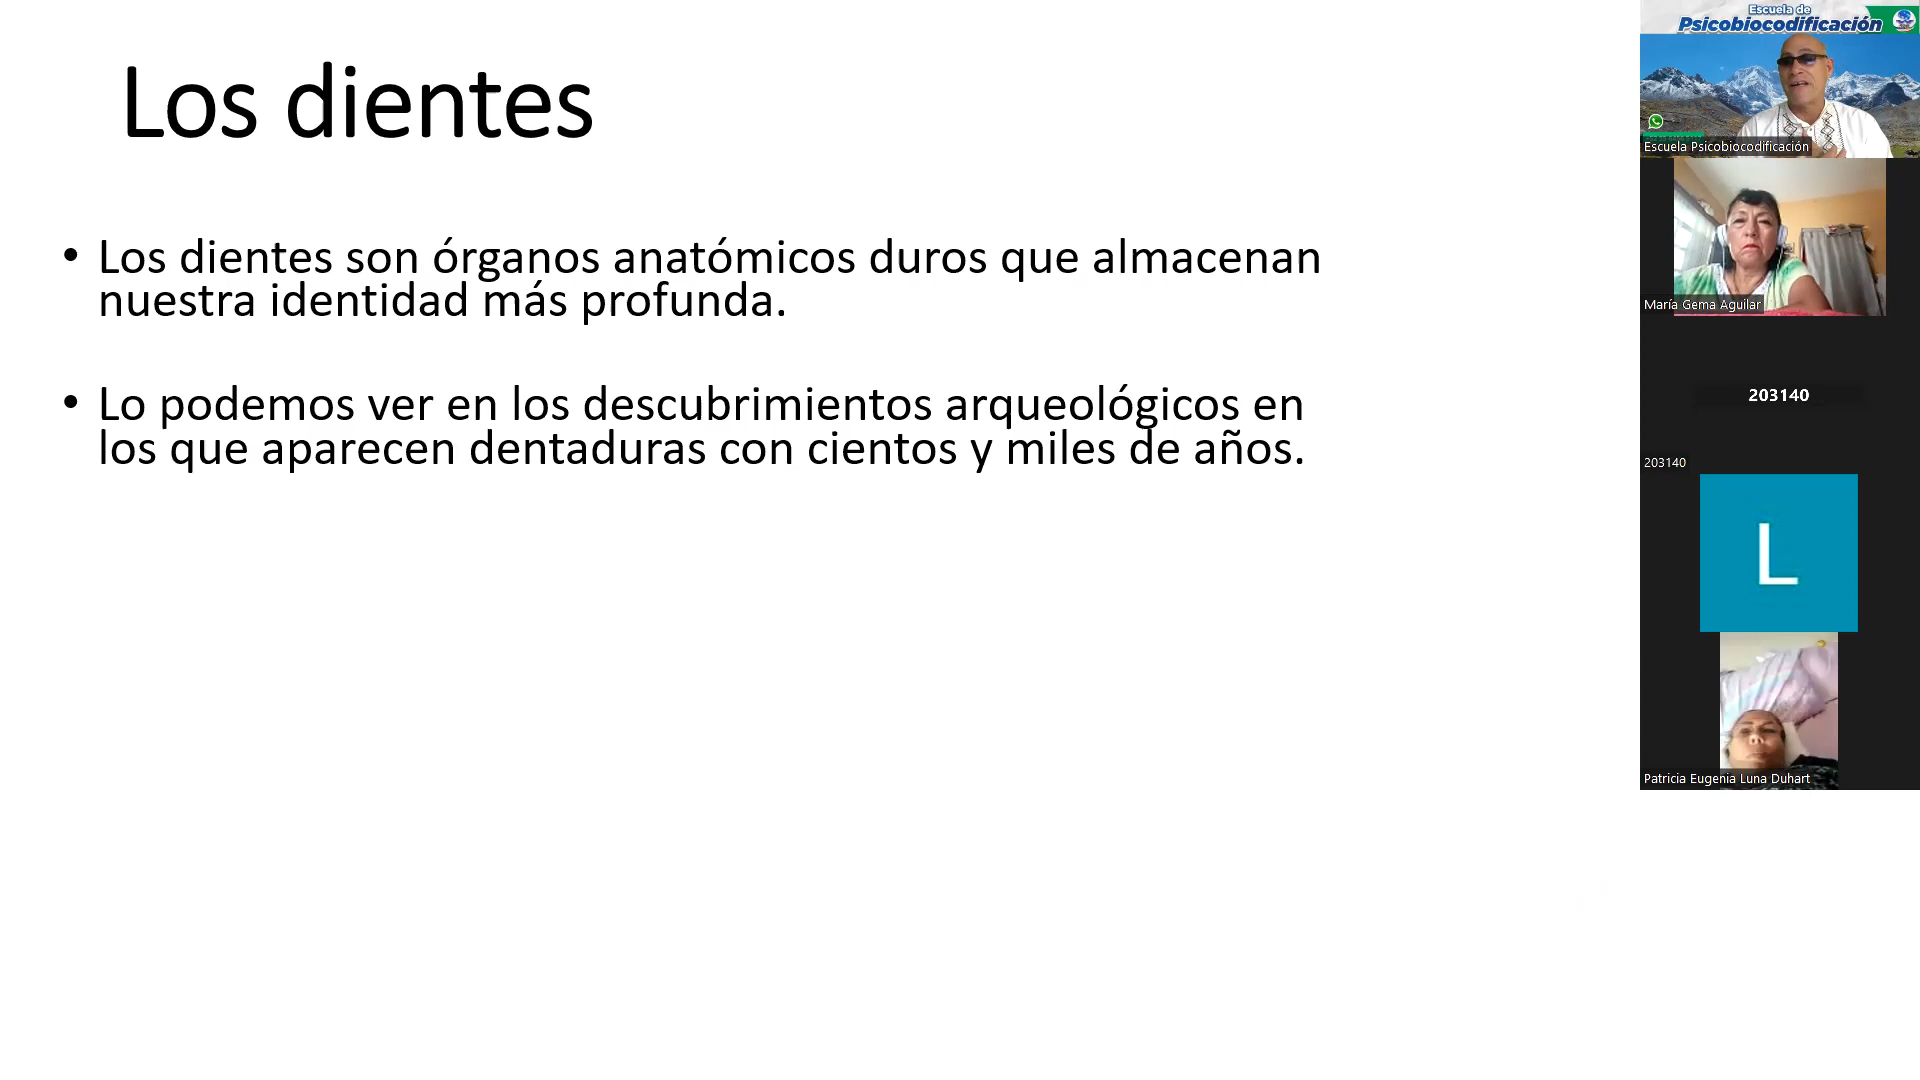 Los dientes
• Los dientes son órganos anatómicos duros que almacenan
nuestra identidad más profunda.
• Lo podemos ver en los descubrimientos arqueológicos en
los que aparecen dentaduras con cientos y miles de años.
Escuela de
Psicobiocodificación
Escuela Psicobiocodificación
María Gema Aguilar
203140
203140
L
Patricia Eugenia Luna Duhart